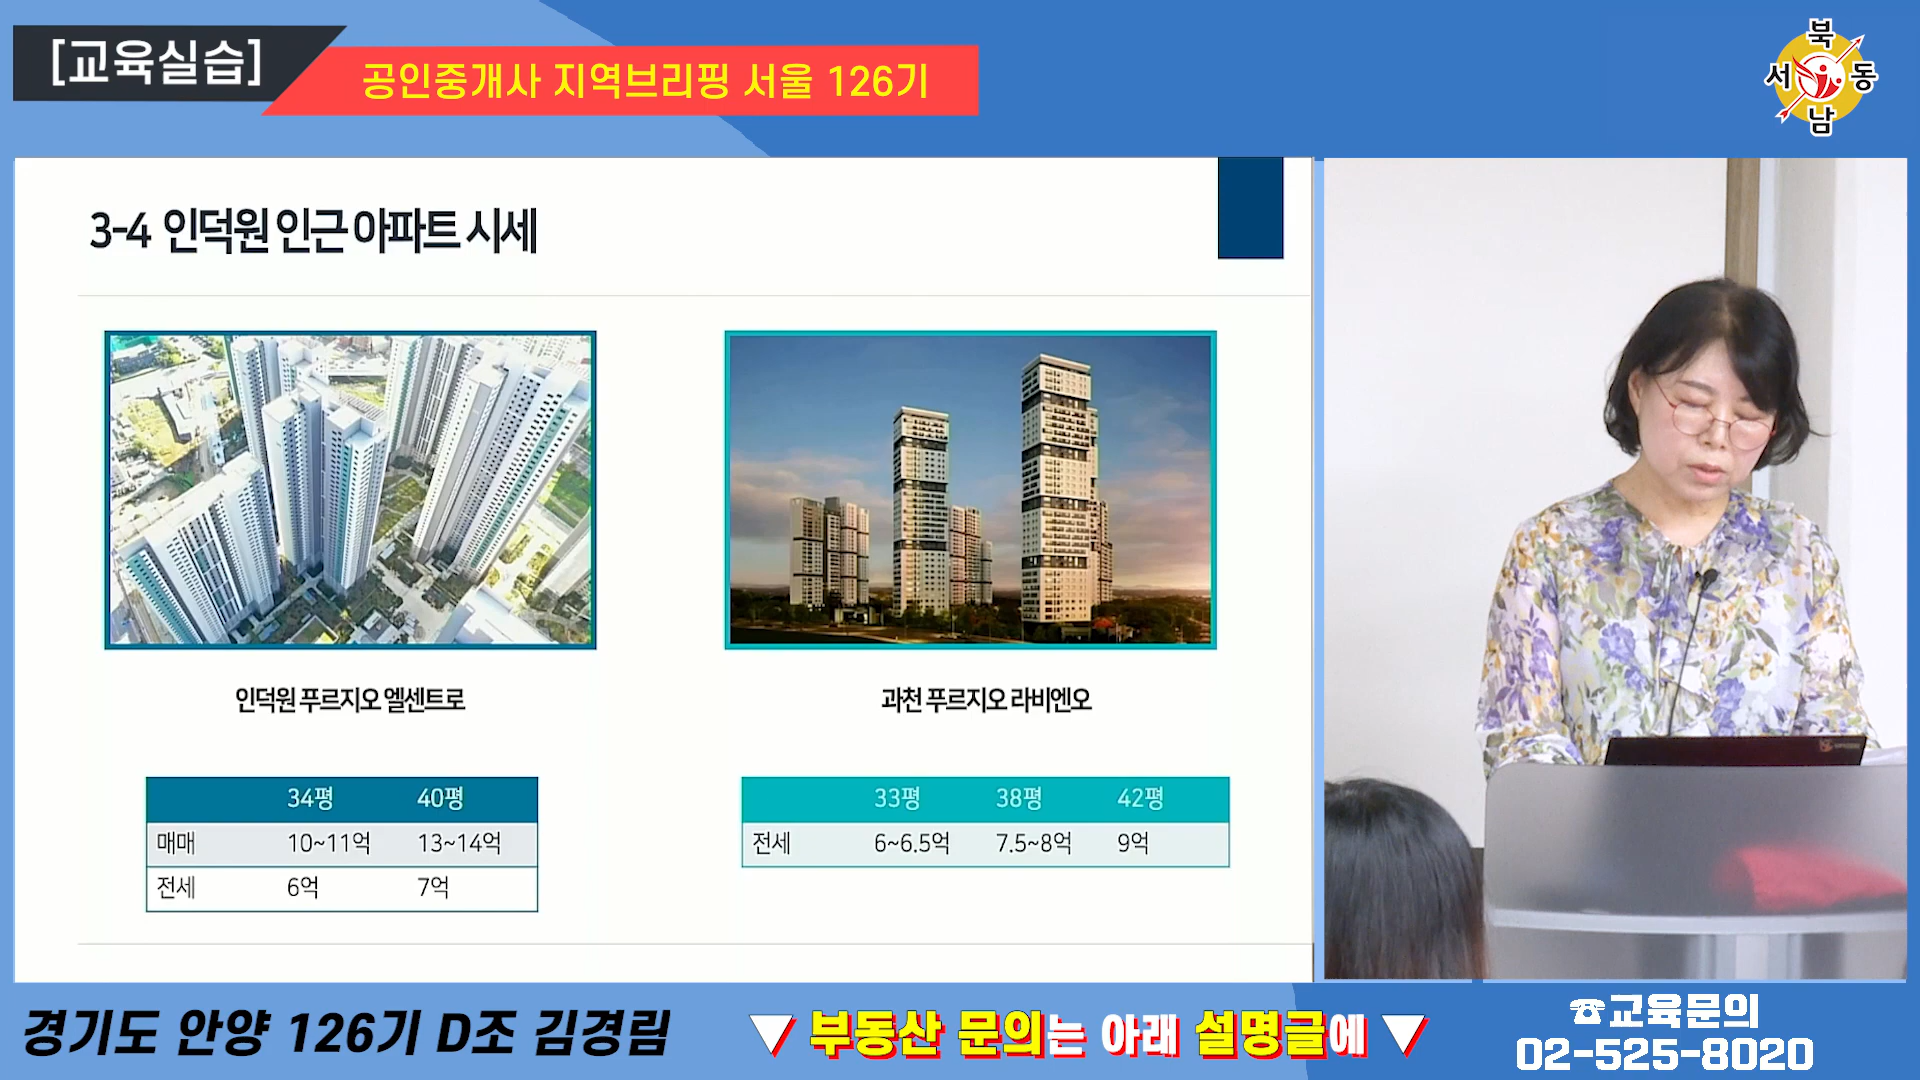 [교육실습]
공인중개사 지역브리핑 서울 126기
북
서 동
남
3-4 인덕원 인근 아파트 시세
인덕원 푸르지오 엘센트로
과천 푸르지오 라비엔오
34평 40평
매매 10~11억 13~14억
전세 6억 7억
33평 38평 42평
전세 6~6.5억 7.5~8억 9억
경기도 안양 126기 D조 김경림
▼ 부동산 문의는 아래 설명글에 ▼
☎교육문의
02-525-8020